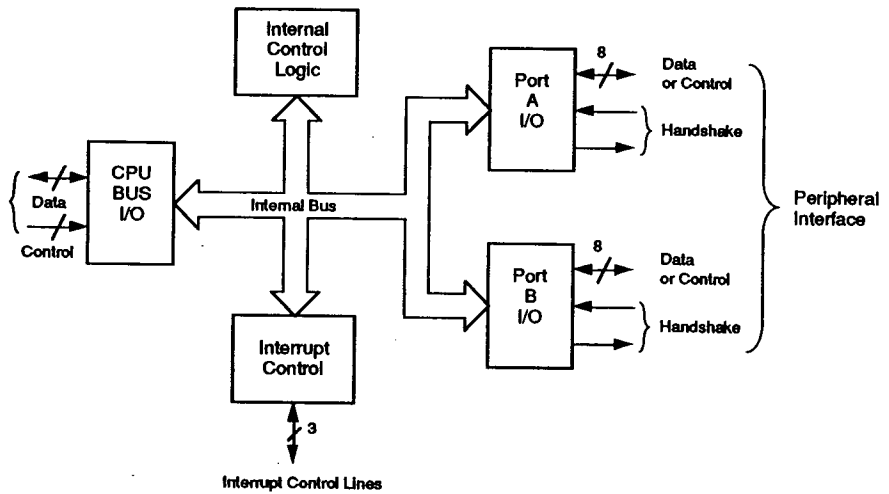 Internal
Control
Logic
CPU
BUS
I/O
Data
Control
Internal Bus
Interrupt
Control
3
Interrupt Control Lines
Port
A
I/O
8
Data
or Control
Handshake
Port
B
I/O
8
Data
or Control
Handshake
Peripheral
Interface